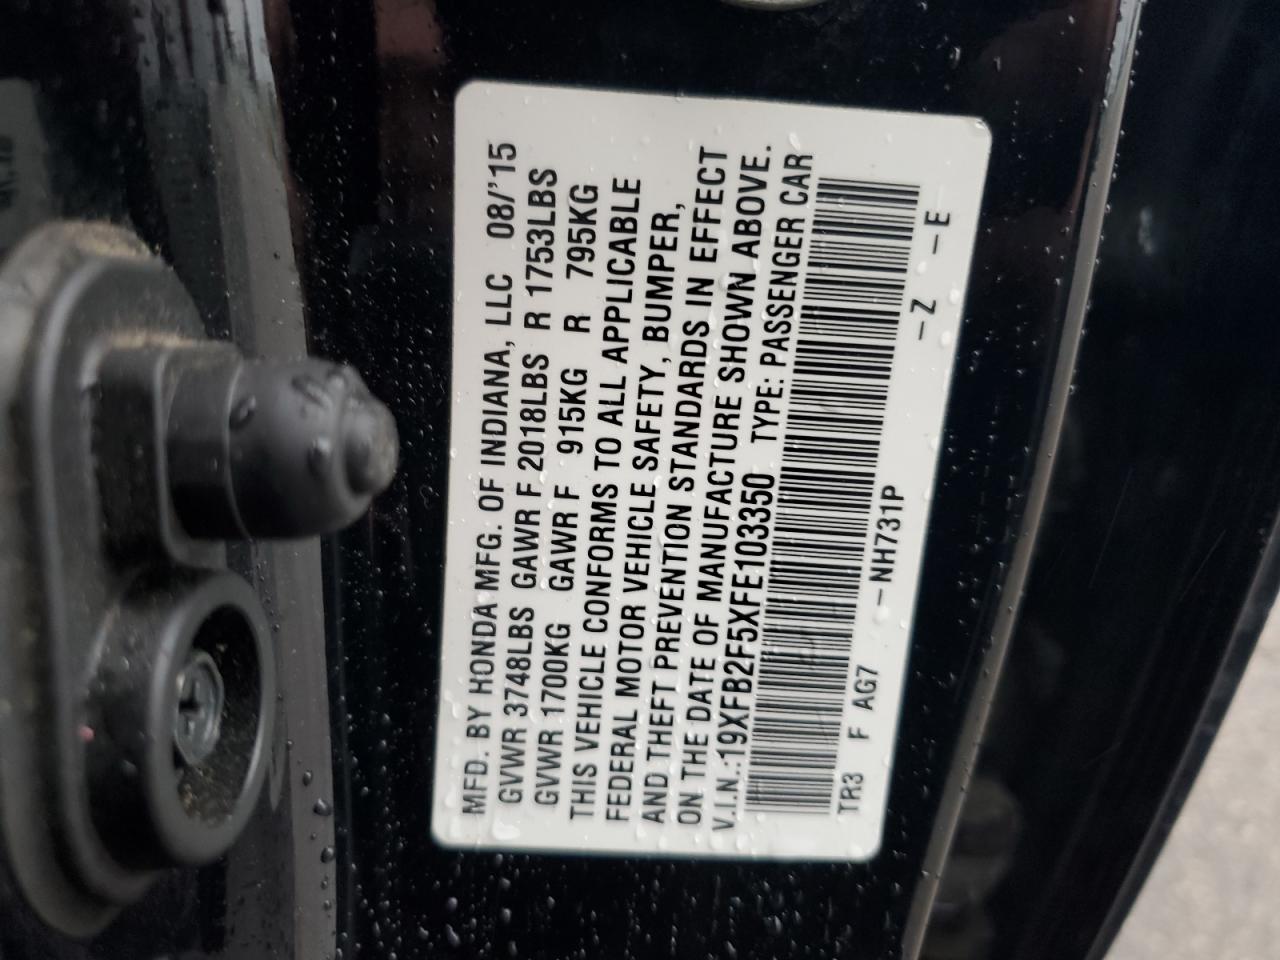 MFD. BY HONDA MFG. OF INDIANA, LLC 08/'15
GVWR 3748LBS GAWR F 2018LBS R 1753LBS
GVWR 1700KG GAWR F 915KG R 795KG
THIS VEHICLE CONFORMS TO ALL APPLICABLE
FEDERAL MOTOR VEHICLE SAFETY, BUMPER,
AND THEFT PREVENTION STANDARDS IN EFFECT
ON THE DATE OF MANUFACTURE SHOWN ABOVE.
V.I.N.:19XFB2F5XFE103350 TYPE: PASSENGER CAR
TR3 F AG7 –NH731P –Z –E